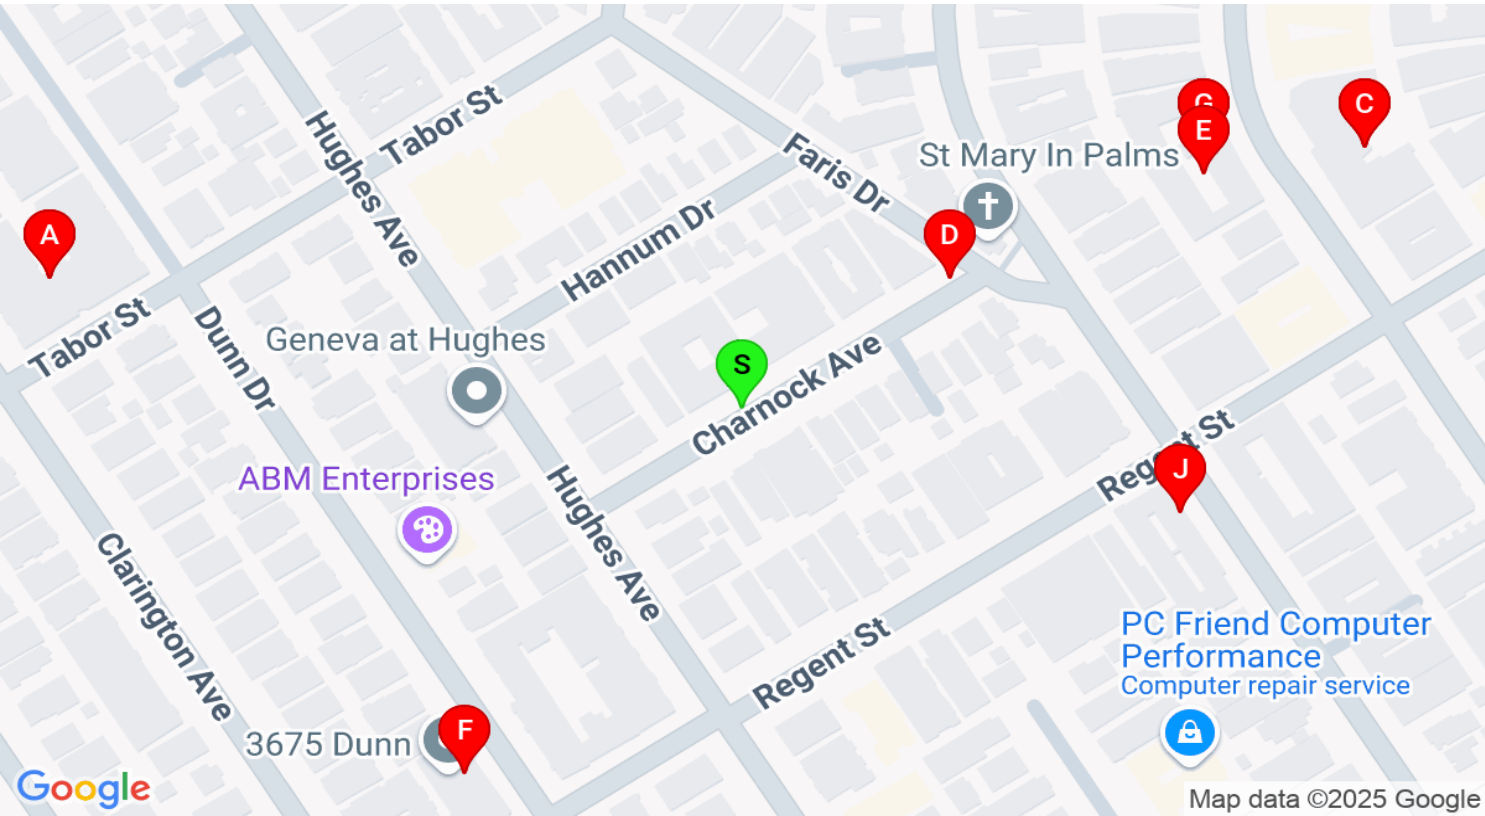 Tabor St
Hughes Ave
G
E
C
Faris Dr
St Mary In Palms
A
Hannum Dr
D
Tabor St
Dunn Dr
Geneva at Hughes
S
Charnock Ave
ABM Enterprises
Hughes Ave
Regent St
J
Clarington Ave
Regent St
PC Friend Computer
Performance
Computer repair service
3675 Dunn
F
Google
Map data ©2025 Google